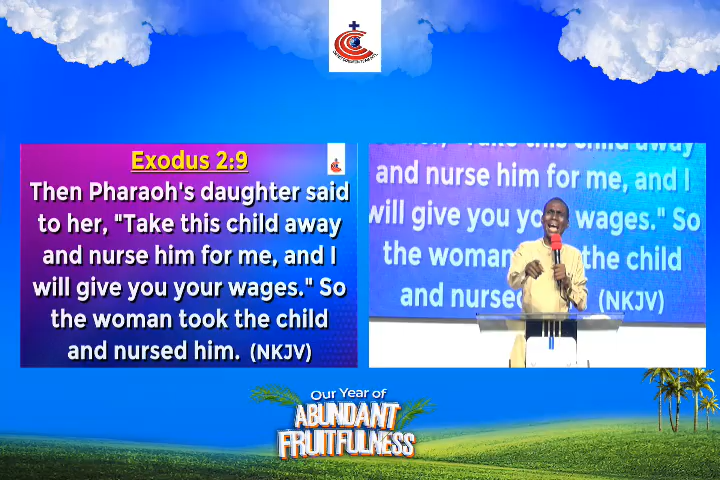 Exodus 2:9
Then Pharaoh's daughter said
to her, "Take this child away
and nurse him for me, and I
will give you your wages." So
the woman took the child
and nursed him. (NKJV)
and nurse him for me, and I
will give you yo wages." So
the woman the child
and nursed (NKJV)
Our Year of
ABUNDANT
FRUITFULNESS